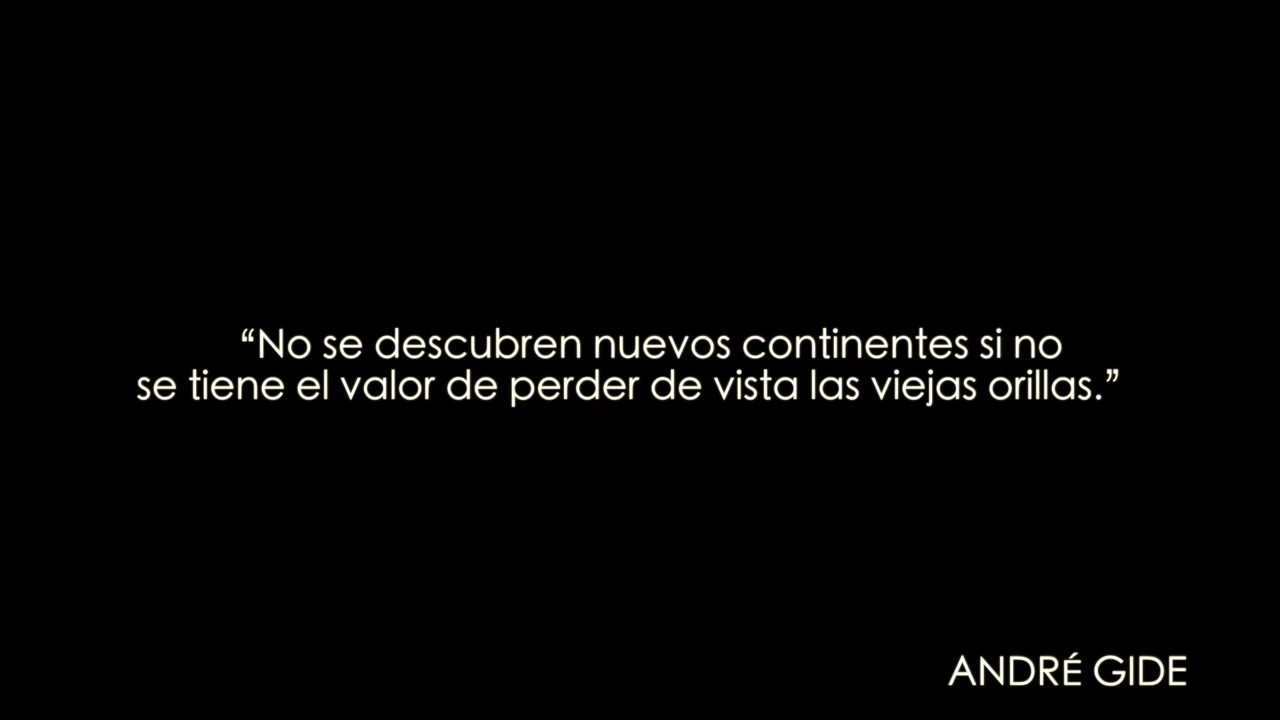 “No se descubren nuevos continentes si no
se tiene el valor de perder de vista las viejas orillas.”
ANDRÉ GIDE